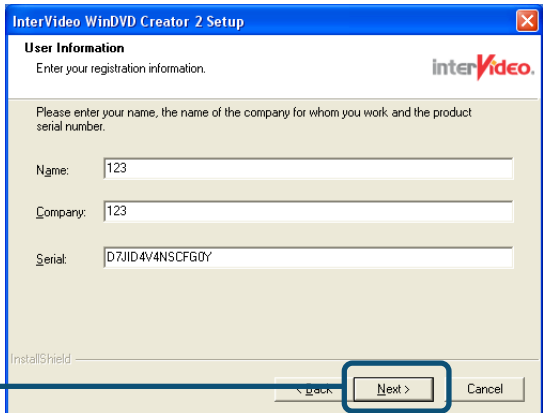 InterVideo WinDVD Creator 2 Setup
User Information
Enter your registration information.
interVideo.
Please enter your name, the name of the company for whom you work and the product
serial number.
Name: 123
Company: 123
Serial: D7JID4V4NSCFG0Y
InstallShield
< Back Next > Cancel